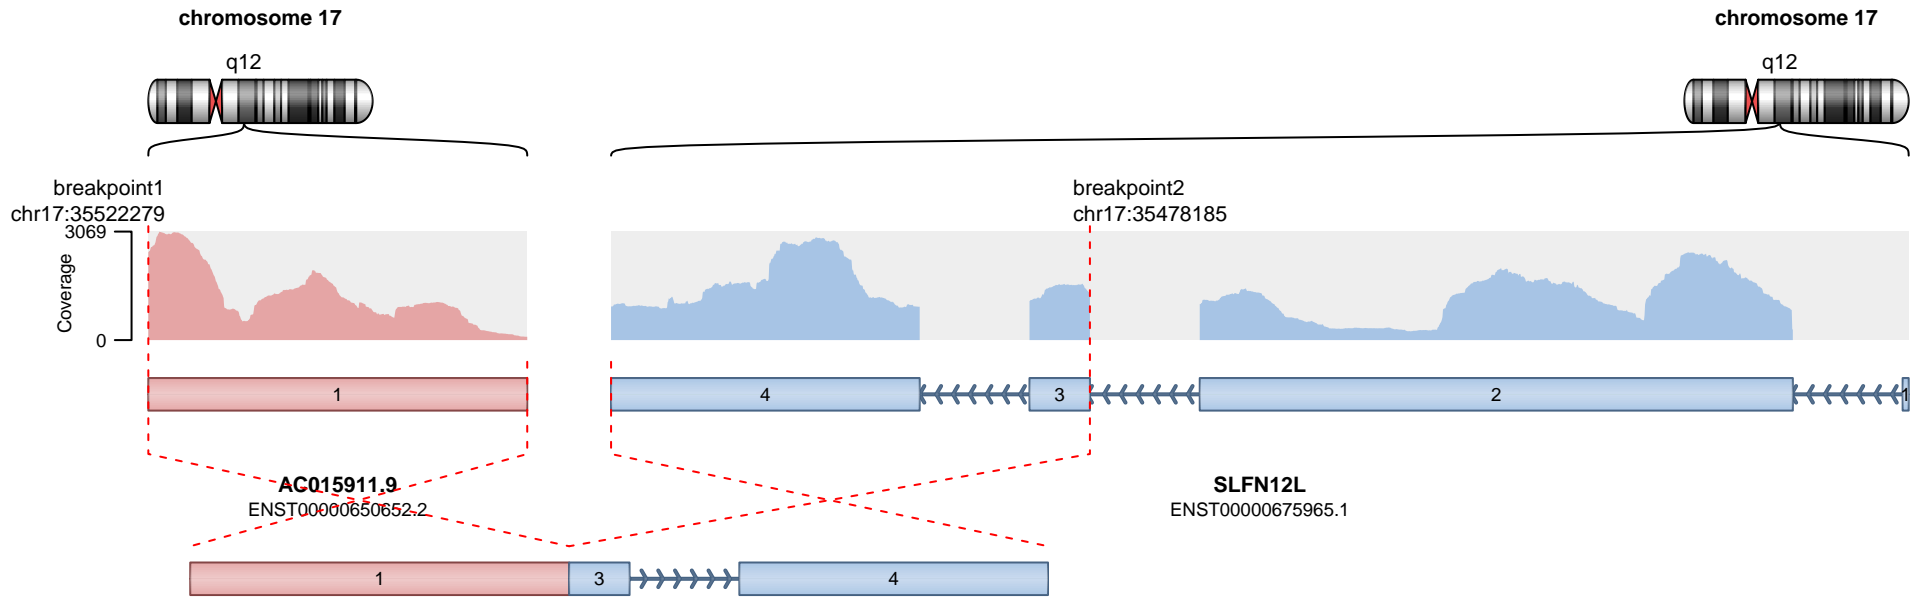 chromosome 17
chromosome 17
q12
q12
breakpoint1
chr17:35522279
breakpoint2
chr17:35478185
3069
Coverage
0
1
4
3
2
1
AC015911.9
ENST00000650652.2
SLFN12L
ENST00000675965.1
1
3
4